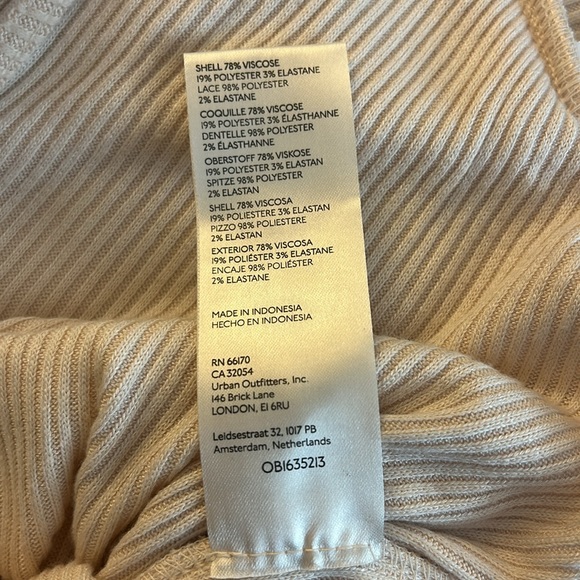 SHELL 78% VISCOSE
19% POLYESTER 3% ELASTANE
LACE 98% POLYESTER
2% ELASTANE
COQUILLE 78% VISCOSE
19% POLYESTER 3% ÉLASTHANNE
DENTELLE 98% POLYESTER
2% ÉLASTHANNE
OBERSTOFF 78% VISKOSE
19% POLYESTER 3% ELASTAN
SPITZE 98% POLYESTER
2% ELASTAN
SHELL 78% VISCOSA
19% POLIESTERE 3% ELASTAN
PIZZO 98% POLIESTERE
2% ELASTAN
EXTERIOR 78% VISCOSA
19% POLIÉSTER 3% ELASTANE
ENCAJE 98% POLIÉSTER
2% ELASTANE
MADE IN INDONESIA
HECHO EN INDONESIA
RN 66170
CA 32054
Urban Outfitters, Inc.
146 Brick Lane
LONDON, E1 6RU
Leidsestraat 32, 1017 PB
Amsterdam, Netherlands
OB1635213